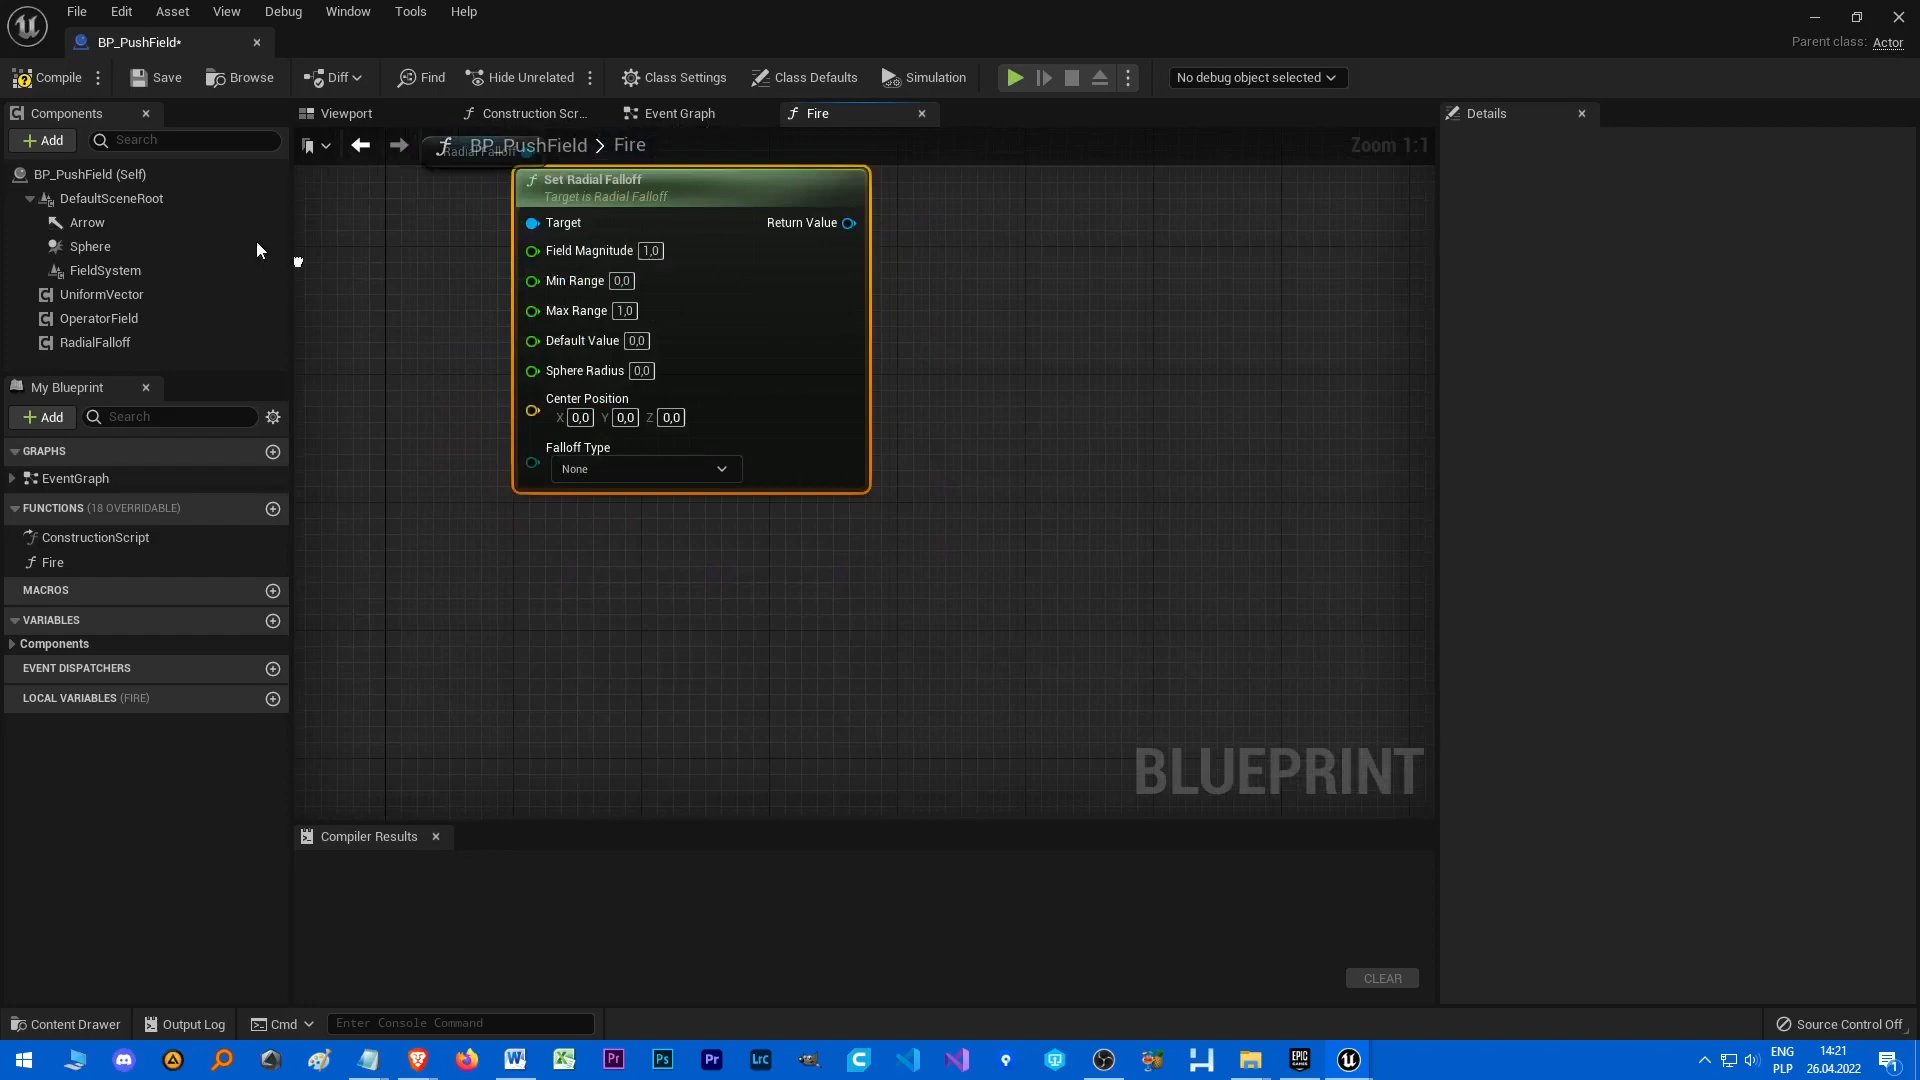 File Edit Asset View Debug Window Tools Help
BP_PushField*
Parent class: Actor
Compile Save Browse Diff Find Hide Unrelated Class Settings Class Defaults Simulation No debug object selected
Components
Add Search
BP_PushField (Self)
DefaultSceneRoot
Arrow
Sphere
FieldSystem
UniformVector
OperatorField
RadialFalloff
My Blueprint
Add Search
GRAPHS
EventGraph
FUNCTIONS (18 OVERRIDABLE)
ConstructionScript
Fire
MACROS
VARIABLES
Components
EVENT DISPATCHERS
LOCAL VARIABLES (FIRE)
Viewport Construction Scr... Event Graph Fire
BP_PushField > Fire
Zoom 1:1
Radial Falloff
Set Radial Falloff
Target is Radial Falloff
Target Return Value
Field Magnitude 1,0
Min Range 0,0
Max Range 1,0
Default Value 0,0
Sphere Radius 0,0
Center Position
X 0,0 Y 0,0 Z 0,0
Falloff Type
None
BLUEPRINT
Compiler Results
CLEAR
Details
Content Drawer Output Log Cmd Enter Console Command Source Control Off
ENG
PLP
14:21
26.04.2022
1